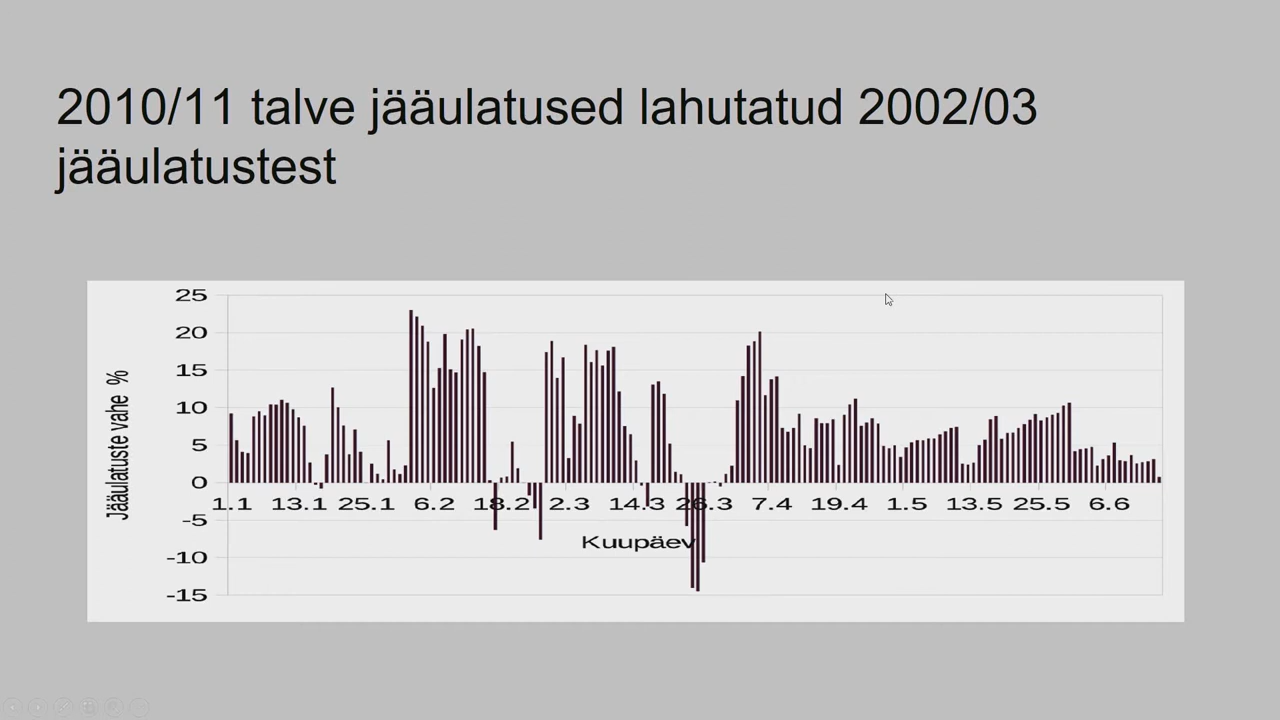 2010/11 talve jääulatused lahutatud 2002/03
jääulatustest
25
20
15
10
5
0
-5
-10
-15
Jääulatuste vahe %
1.1 13.1 25.1 6.2 18.2 2.3 14.3 26.3 7.4 19.4 1.5 13.5 25.5 6.6
Kuupäev